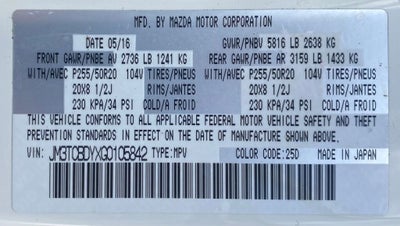 MFD. BY MAZDA MOTOR CORPORATION
DATE 05/16 GVWR/PNBV 5816 LB 2638 KG
FRONT GAWR/PNBE AV 2736 LB 1241 KG REAR GAWR/PNBE AR 3159 LB 1433 KG
WITH/AVEC P255/50R20 104V TIRES/PNEUS WITH/AVEC P255/50R20 104V TIRES/PNEUS
20X8 1/2J RIMS/JANTES 20X8 1/2J RIMS/JANTES
230 KPA/34 PSI COLD/A FROID 230 KPA/34 PSI COLD/A FROID
THIS VEHICLE CONFORMS TO ALL APPLICABLE FEDERAL MOTOR VEHICLE SAFETY AND THEFT
PREVENTION STANDARDS IN EFFECT ON THE DATE OF MANUFACTURE SHOWN ABOVE.
VIN: JM3TCBDYXG0105842 TYPE:MPV COLOR CODE:25D MADE IN JAPAN